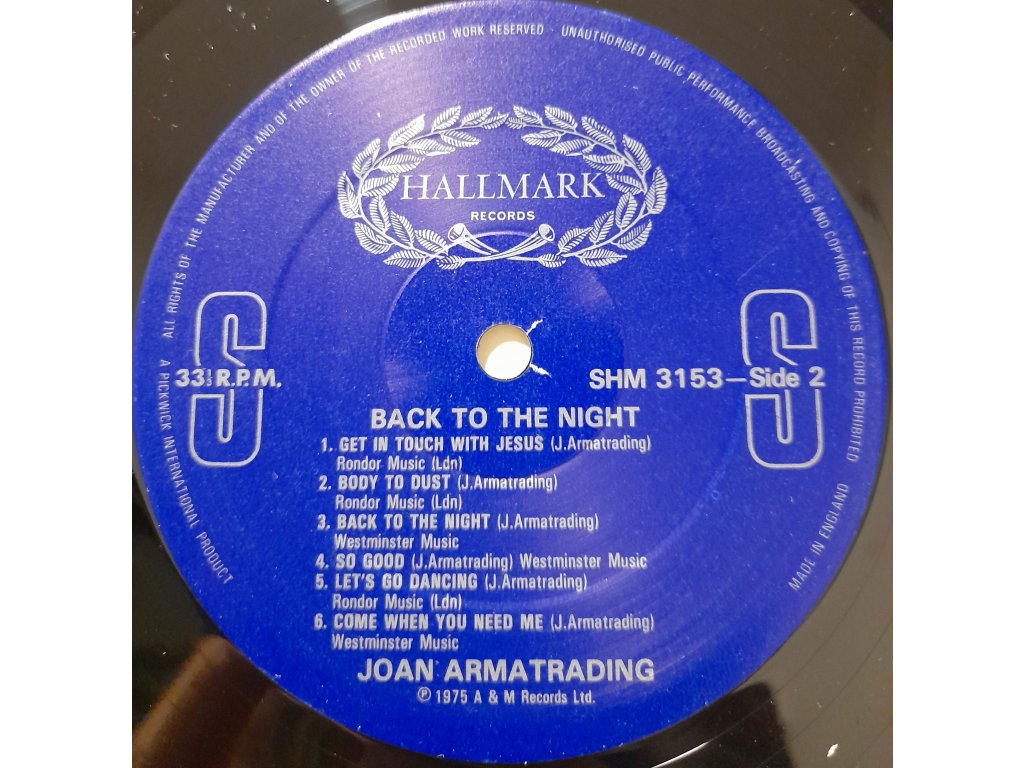 ALL RIGHTS OF THE MANUFACTURER AND OF THE OWNER OF THE RECORDED WORK RESERVED - UNAUTHORISED PUBLIC PERFORMANCE BROADCASTING AND COPYING OF THIS RECORD PROHIBITED
HALLMARK
RECORDS
S S
33⅓ R.P.M. SHM 3153—Side 2
BACK TO THE NIGHT
1. GET IN TOUCH WITH JESUS (J.Armatrading)
Rondor Music (Ldn)
2. BODY TO DUST (J.Armatrading)
Rondor Music (Ldn)
3. BACK TO THE NIGHT (J.Armatrading)
Westminster Music
4. SO GOOD (J.Armatrading) Westminster Music
5. LET'S GO DANCING (J.Armatrading)
Rondor Music (Ldn)
6. COME WHEN YOU NEED ME (J.Armatrading)
Westminster Music
JOAN ARMATRADING
℗ 1975 A & M Records Ltd.
A PICKWICK INTERNATIONAL PRODUCT
MADE IN ENGLAND